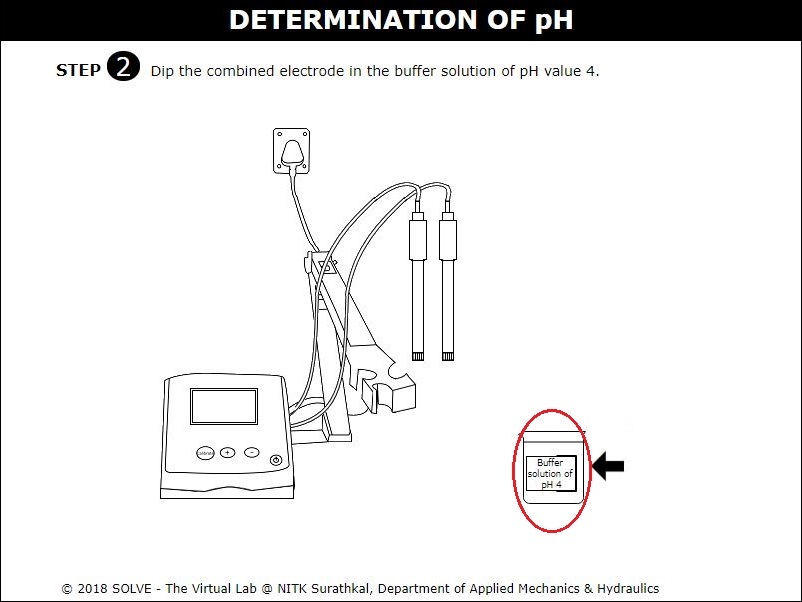 DETERMINATION OF pH
STEP 2 Dip the combined electrode in the buffer solution of pH value 4.
Calibrate + -
Buffer
solution of
pH 4
© 2018 SOLVE - The Virtual Lab @ NITK Surathkal, Department of Applied Mechanics & Hydraulics